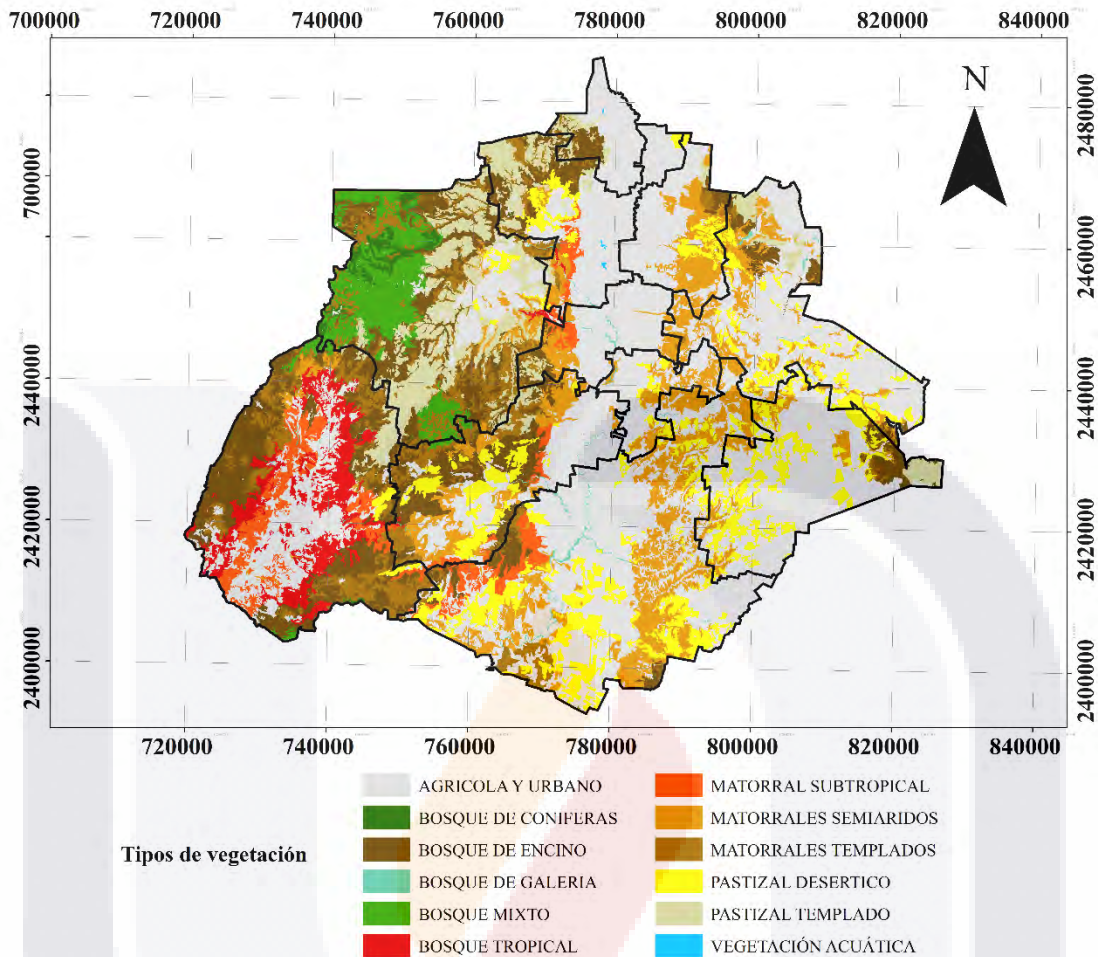 700000 720000 740000 760000 780000 800000 820000 840000
N
2480000
700000
2460000
2460000
2440000
2440000
2420000
2420000
2400000
2400000
720000 740000 760000 780000 800000 820000 840000
Tipos de vegetación
AGRICOLA Y URBANO
BOSQUE DE CONIFERAS
BOSQUE DE ENCINO
BOSQUE DE GALERIA
BOSQUE MIXTO
BOSQUE TROPICAL
MATORRAL SUBTROPICAL
MATORRALES SEMIARIDOS
MATORRALES TEMPLADOS
PASTIZAL DESERTICO
PASTIZAL TEMPLADO
VEGETACIÓN ACUÁTICA